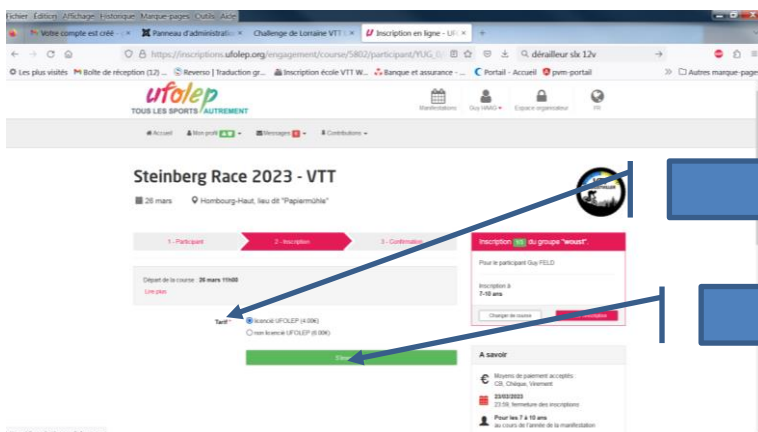 Fichier Édition Affichage Historique Marque-pages Outils Aide
Votre compte est créé -
Panneau d'administratio
Challenge de Lorraine VTT
Inscription en ligne - UF
https://inscriptions.ufolep.org/engagement/course/5802/participant/YUG_
dérailleur slx 12v
Les plus visités
Boîte de réception (12) ...
Reverso | Traduction gr...
Inscription école VTT W...
Banque et assurance - ...
Portail - Accueil
pvm-portail
Autres marque-page
ufolep
TOUS LES SPORTS AUTREMENT
Manifestations
Espace organisateur
FR
Accueil
Mon profil
Messages
Contributions
Steinberg Race 2023 - VTT
26 mars
Hombourg-Haut, lieu dit "Papiermühle"
1 - Participant
2 - Inscription
3 - Confirmation
Départ de la course : 26 mars 11h00
Lire plus
Tarif *
licencié UFOLEP (4.00€)
non licencié UFOLEP (6.00€)
Inscription 1/3 du groupe "woust".
Pour le participant Guy FELD
Inscription à
7-10 ans
Changer de course
A savoir
Moyens de paiement acceptés
CB, Chèque, Virement
23/03/2023
23:59, fermeture des inscriptions
Pour les 7 à 10 ans
au cours de l'année de la manifestation